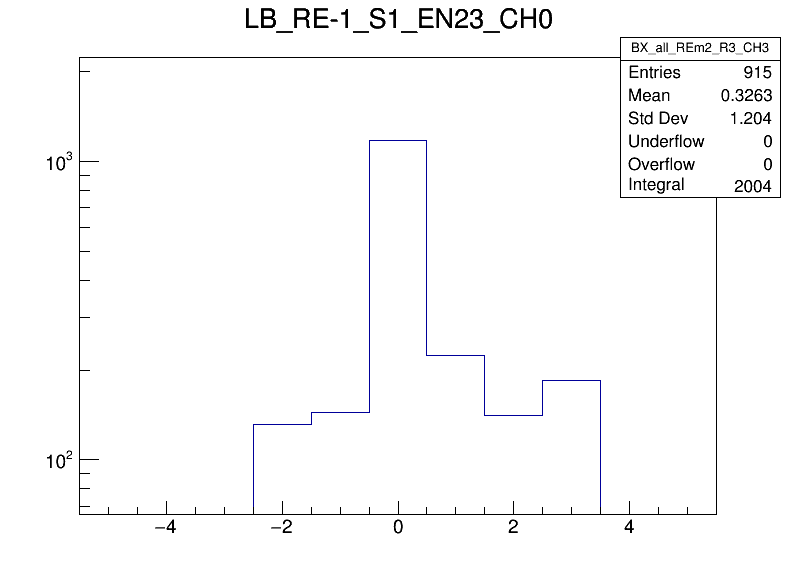 LB_RE-1_S1_EN23_CH0
BX_all_REm2_R3_CH3
Entries 915
Mean 0.3263
Std Dev 1.204
Underflow 0
Overflow 0
Integral 2004
10³
10²
−4 −2 0 2 4